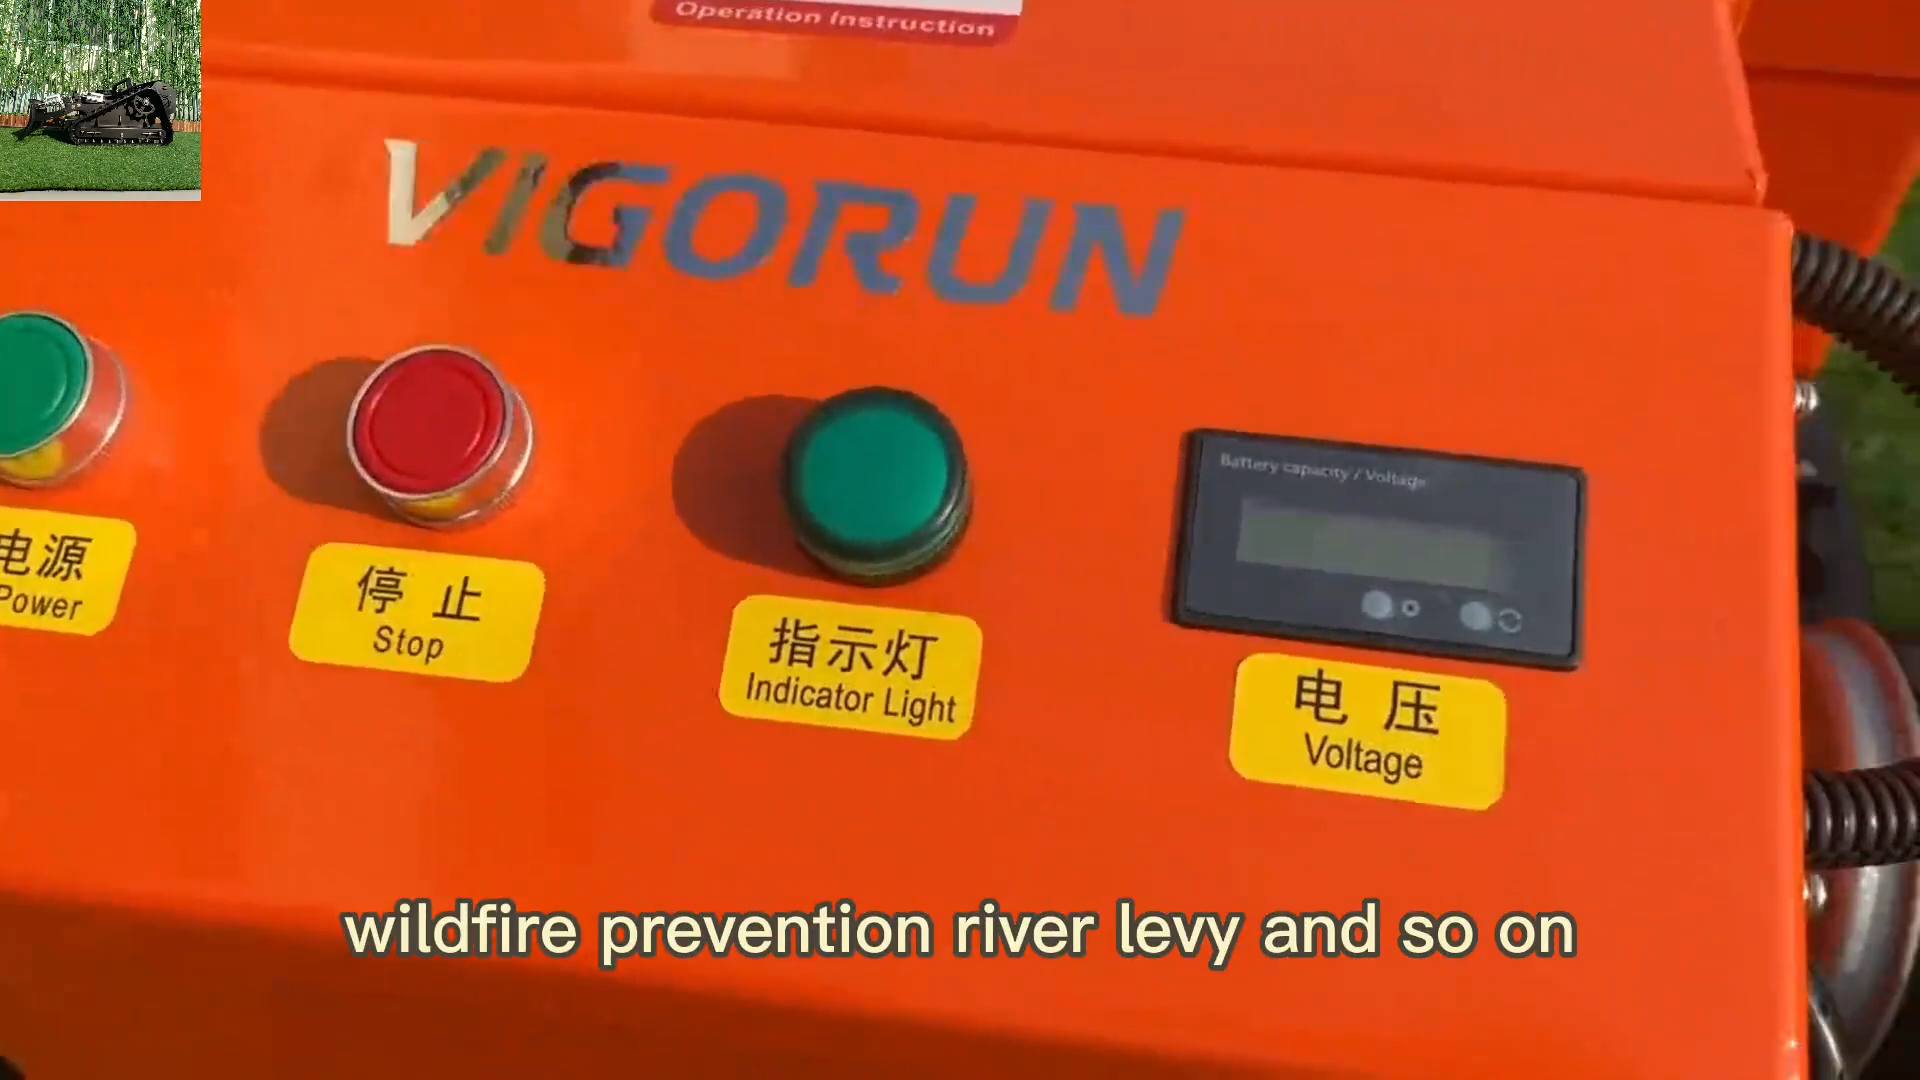 Operation Instruction
VIGORUN
Battery capacity / Voltage
电源
Power
停止
Stop
指示灯
Indicator Light
电压
Voltage
wildfire prevention river levy and so on